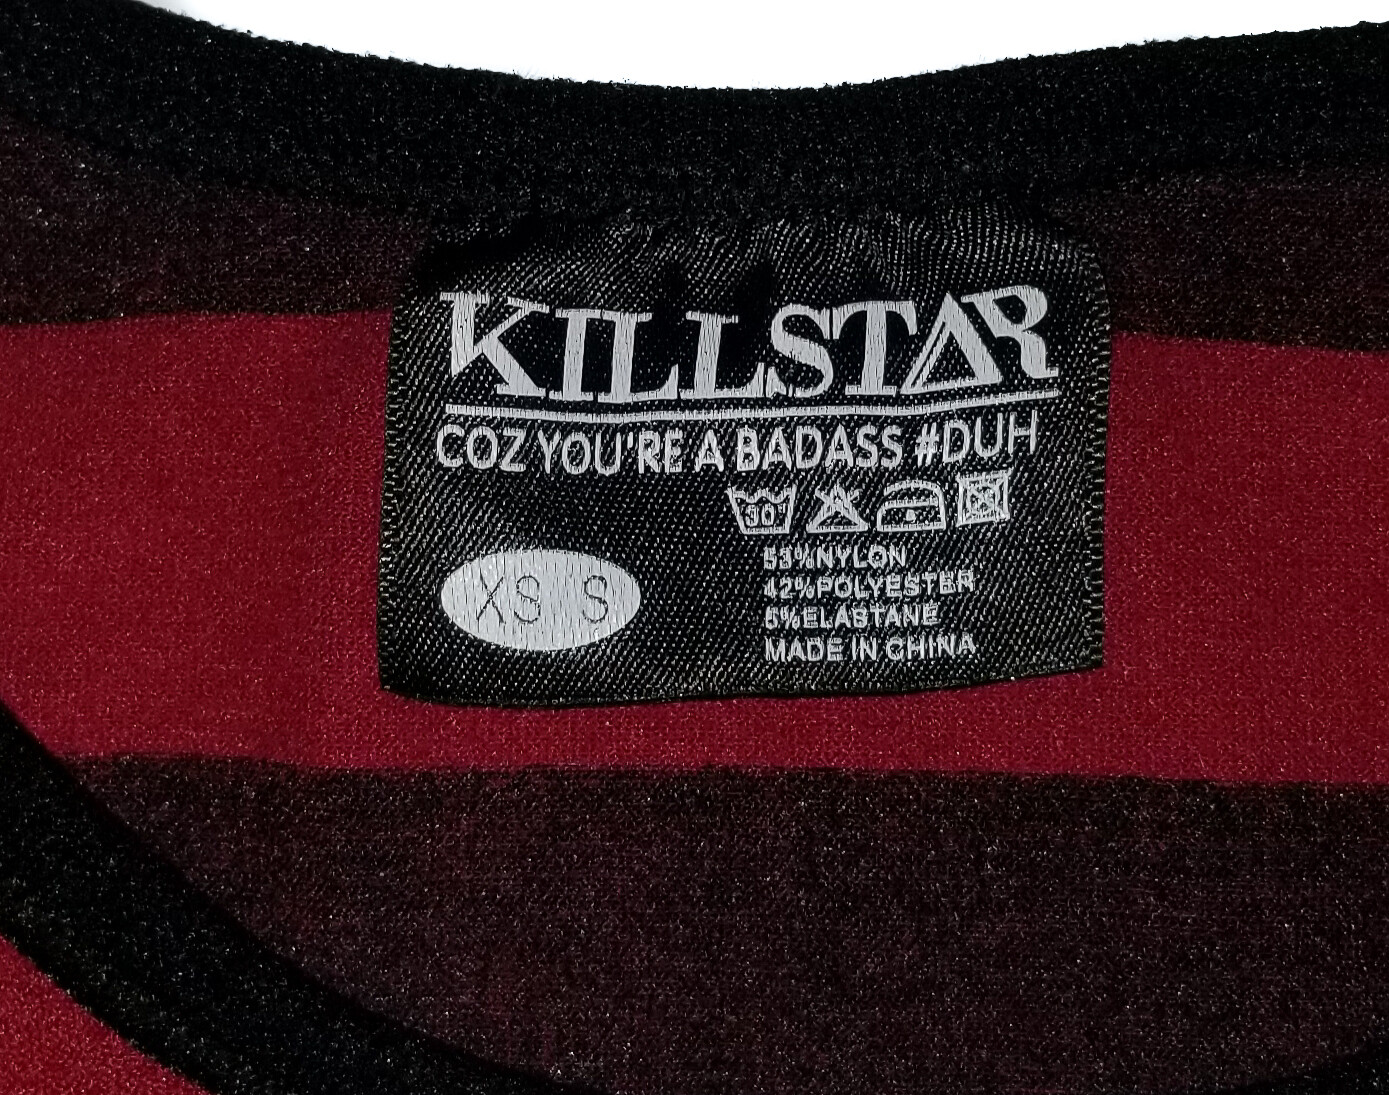 KILLSTAR
COZ YOU'RE A BADASS #DUH
30
XS S
53%NYLON
42%POLYESTER
5%ELASTANE
MADE IN CHINA